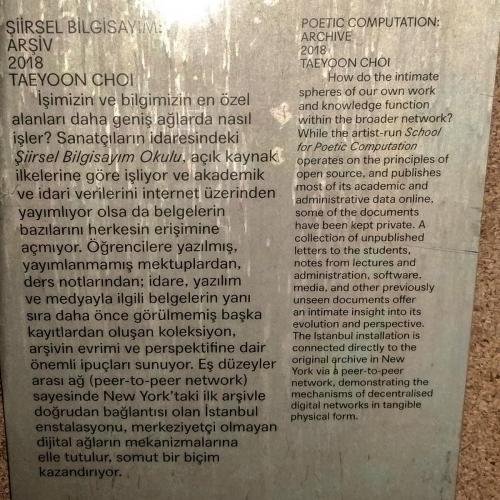 ŞİİRSEL BİLGİSAYIM:
ARŞİV
2018
TAEYOON CHOI
İşimizin ve bilgimizin en özel
alanları daha geniş ağlarda nasıl
işler? Sanatçıların idaresindeki
Şiirsel Bilgisayım Okulu, açık kaynak
ilkelerine göre işliyor ve akademik
ve idari verilerini internet üzerinden
yayımlıyor olsa da belgelerin
bazılarını herkesin erişimine
açmıyor. Öğrencilere yazılmış,
yayımlanmamış mektuplardan,
ders notlarından; idare, yazılım
ve medyayla ilgili belgelerin yanı
sıra daha önce görülmemiş başka
kayıtlardan oluşan koleksiyon,
arşivin evrimi ve perspektifine dair
önemli ipuçları sunuyor. Eş düzeyler
arası ağ (peer-to-peer network)
sayesinde New York'taki ilk arşivle
doğrudan bağlantısı olan İstanbul
enstalasyonu, merkeziyetçi olmayan
dijital ağların mekanizmalarına
elle tutulur, somut bir biçim
kazandırıyor.
POETIC COMPUTATION:
ARCHIVE
2018
TAEYOON CHOI
How do the intimate
spheres of our own work
and knowledge function
within the broader network?
While the artist-run School
for Poetic Computation
operates on the principles of
open source, and publishes
most of its academic and
administrative data online,
some of the documents
have been kept private. A
collection of unpublished
letters to the students,
notes from lectures and
administration, software,
media, and other previously
unseen documents offer
an intimate insight into its
evolution and perspective.
The Istanbul installation is
connected directly to the
original archive in New
York via a peer-to-peer
network, demonstrating the
mechanisms of decentralised
digital networks in tangible
physical form.